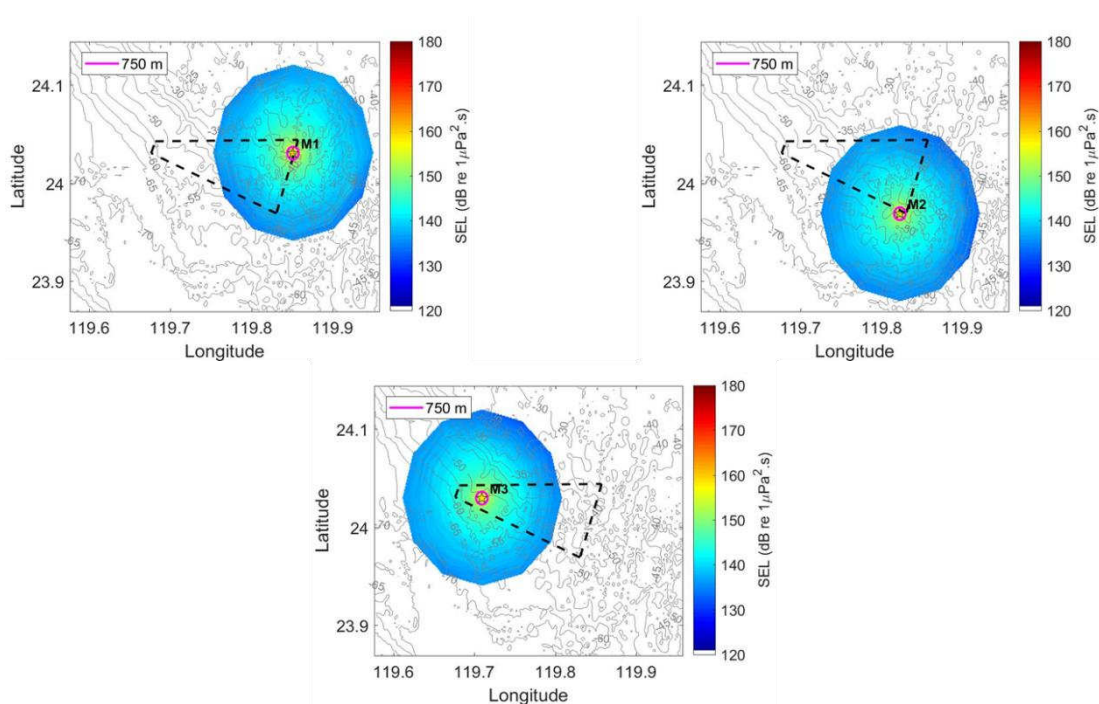 750 m
24.1
24
23.9
Latitude
119.6 119.7 119.8 119.9
Longitude
M1
180
170
160
150
140
130
120
SEL (dB re 1μPa².s)
750 m
24.1
24
23.9
Latitude
119.6 119.7 119.8 119.9
Longitude
M2
180
170
160
150
140
130
120
SEL (dB re 1μPa².s)
750 m
24.1
24
23.9
Latitude
119.6 119.7 119.8 119.9
Longitude
M3
180
170
160
150
140
130
120
SEL (dB re 1μPa².s)